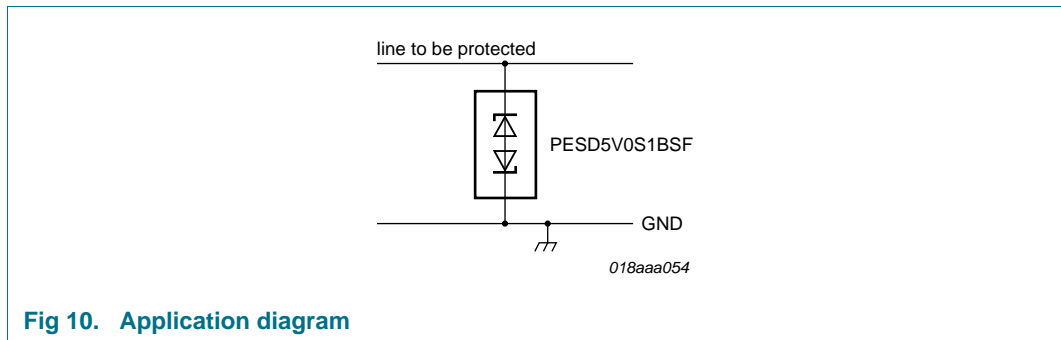 line to be protected
PESD5V0S1BSF
GND
018aaa054
Fig 10. Application diagram